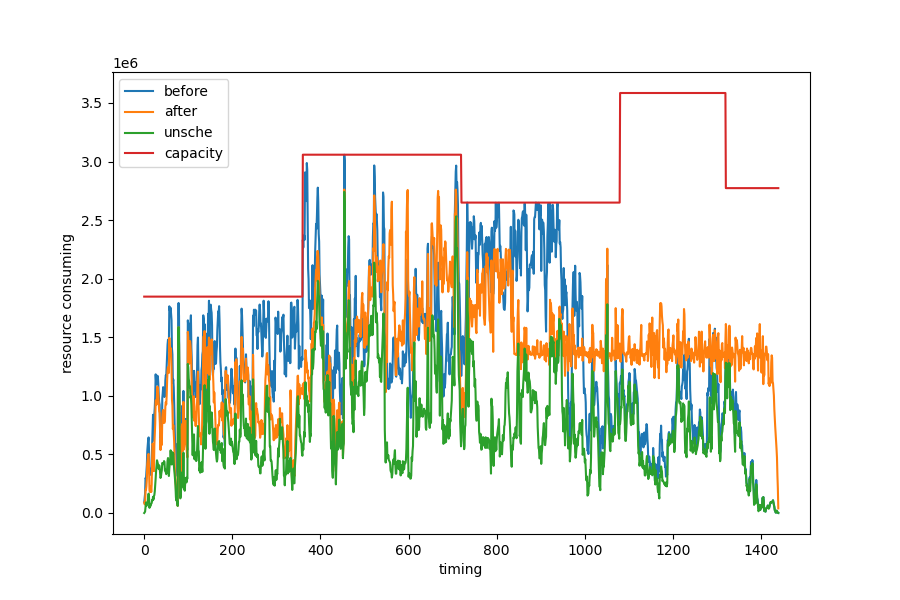 1e6
before
after
unsche
capacity
3.5
3.0
2.5
2.0
1.5
1.0
0.5
0.0
resource consuming
0 200 400 600 800 1000 1200 1400
timing